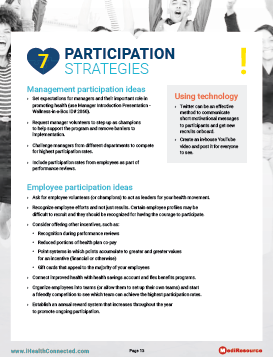 7 PARTICIPATION
STRATEGIES
!
Management participation ideas
• Set expectations for managers and their important role in
promoting health (see Manager Introduction Presentation -
Wellness-in-a-Box ID# 2056).
• Request manager volunteers to step up as champions
to help support the program and remove barriers to
implementation.
• Challenge managers from different departments to compete
for highest participation rates.
• Include participation rates from employees as part of
performance reviews.
Using technology
• Twitter can be an effective
method to communicate
short motivational messages
to participants and get new
recruits onboard.
• Create an in-house YouTube
video and post it for everyone
to see.
Employee participation ideas
• Ask for employee volunteers (or champions) to act as leaders for your health movement.
• Recognize employee efforts and not just results. Certain employee profiles may be
difficult to recruit and they should be recognized for having the courage to participate.
• Consider offering other incentives, such as:
• Recognition during performance reviews
• Reduced portions of health plan co-pay
• Point systems in which points accumulate to greater and greater values
for an incentive (financial or otherwise)
• Gift cards that appeal to the majority of your employees
• Connect improved health with health savings account and flex benefits programs.
• Organize employees into teams (or allow them to set up their own teams) and start
a friendly competition to see which team can achieve the highest participation rates.
• Establish an annual reward system that increases throughout the year
to promote ongoing participation.
www.iHealthConnected.com
Page 13
MediResource